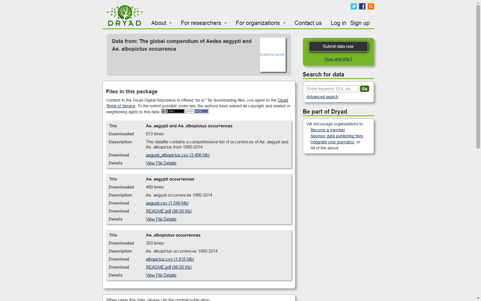 DRYAD
About
For researchers
For organizations
Contact us
Log in
Sign up
Data from: The global compendium of Aedes aegypti and
Ae. albopictus occurrence
SCIENTIFIC DATA
Submit data now
How and why?
Search for data
Enter keyword, DOI, etc.
Go
Advanced search
Be part of Dryad
We encourage organizations to:
Become a member
Sponsor data publishing fees
Integrate your journal(s), or
All of the above
Files in this package
Content in the Dryad Digital Repository is offered "as is." By downloading files, you agree to the Dryad
Terms of Service. To the extent possible under law, the authors have waived all copyright and related or
neighboring rights to this data.
Title Ae. aegypti and Ae. albopictus occurrences
Downloaded 613 times
Description This datafile contains a comprehensive list of occurrences of Ae. aegypti and
Ae. albopictus from 1960-2014.
Download aegypti_albopictus.csv (3.406 Mb)
Details View File Details
Title Ae. aegypti occurrences
Downloaded 469 times
Description Ae. aegypti occurrences 1960-2014
Download aegypti.csv (1.549 Mb)
Download README.pdf (96.50 Kb)
Details View File Details
Title Ae. albopictus occurrences
Downloaded 303 times
Description Ae. albopictus occurrences 1960-2014
Download albopictus.csv (1.815 Mb)
Download README.pdf (96.50 Kb)
Details View File Details
When using this data, please cite the original publication: